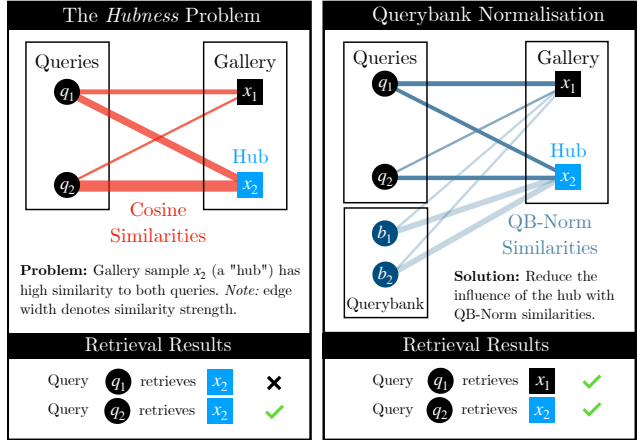 The Hubness Problem
Queries
Gallery
q1
x1
Hub
q2
x2
Cosine
Similarities
Problem: Gallery sample x2 (a "hub") has
high similarity to both queries. Note: edge
width denotes similarity strength.
Retrieval Results
Query q1 retrieves x2
Query q2 retrieves x2
Querybank Normalisation
Queries
Gallery
q1
x1
Hub
q2
x2
b1
QB-Norm
Similarities
b2
Querybank
Solution: Reduce the
influence of the hub with
QB-Norm similarities.
Retrieval Results
Query q1 retrieves x1
Query q2 retrieves x2